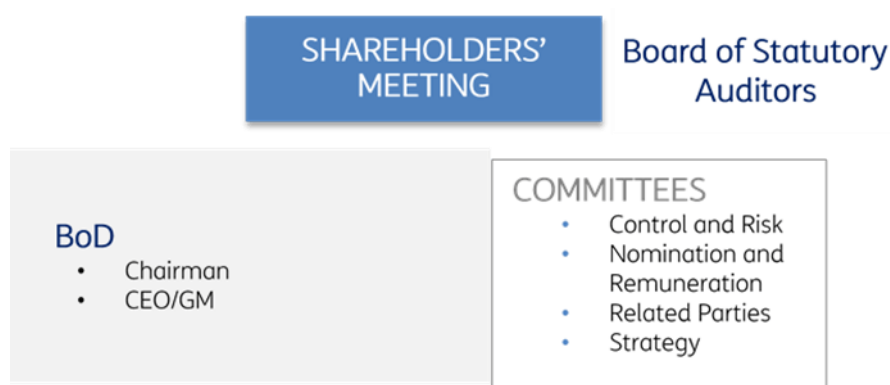 SHAREHOLDERS’
MEETING
Board of Statutory
Auditors
BoD
• Chairman
• CEO/GM
COMMITTEES
• Control and Risk
• Nomination and
Remuneration
• Related Parties
• Strategy